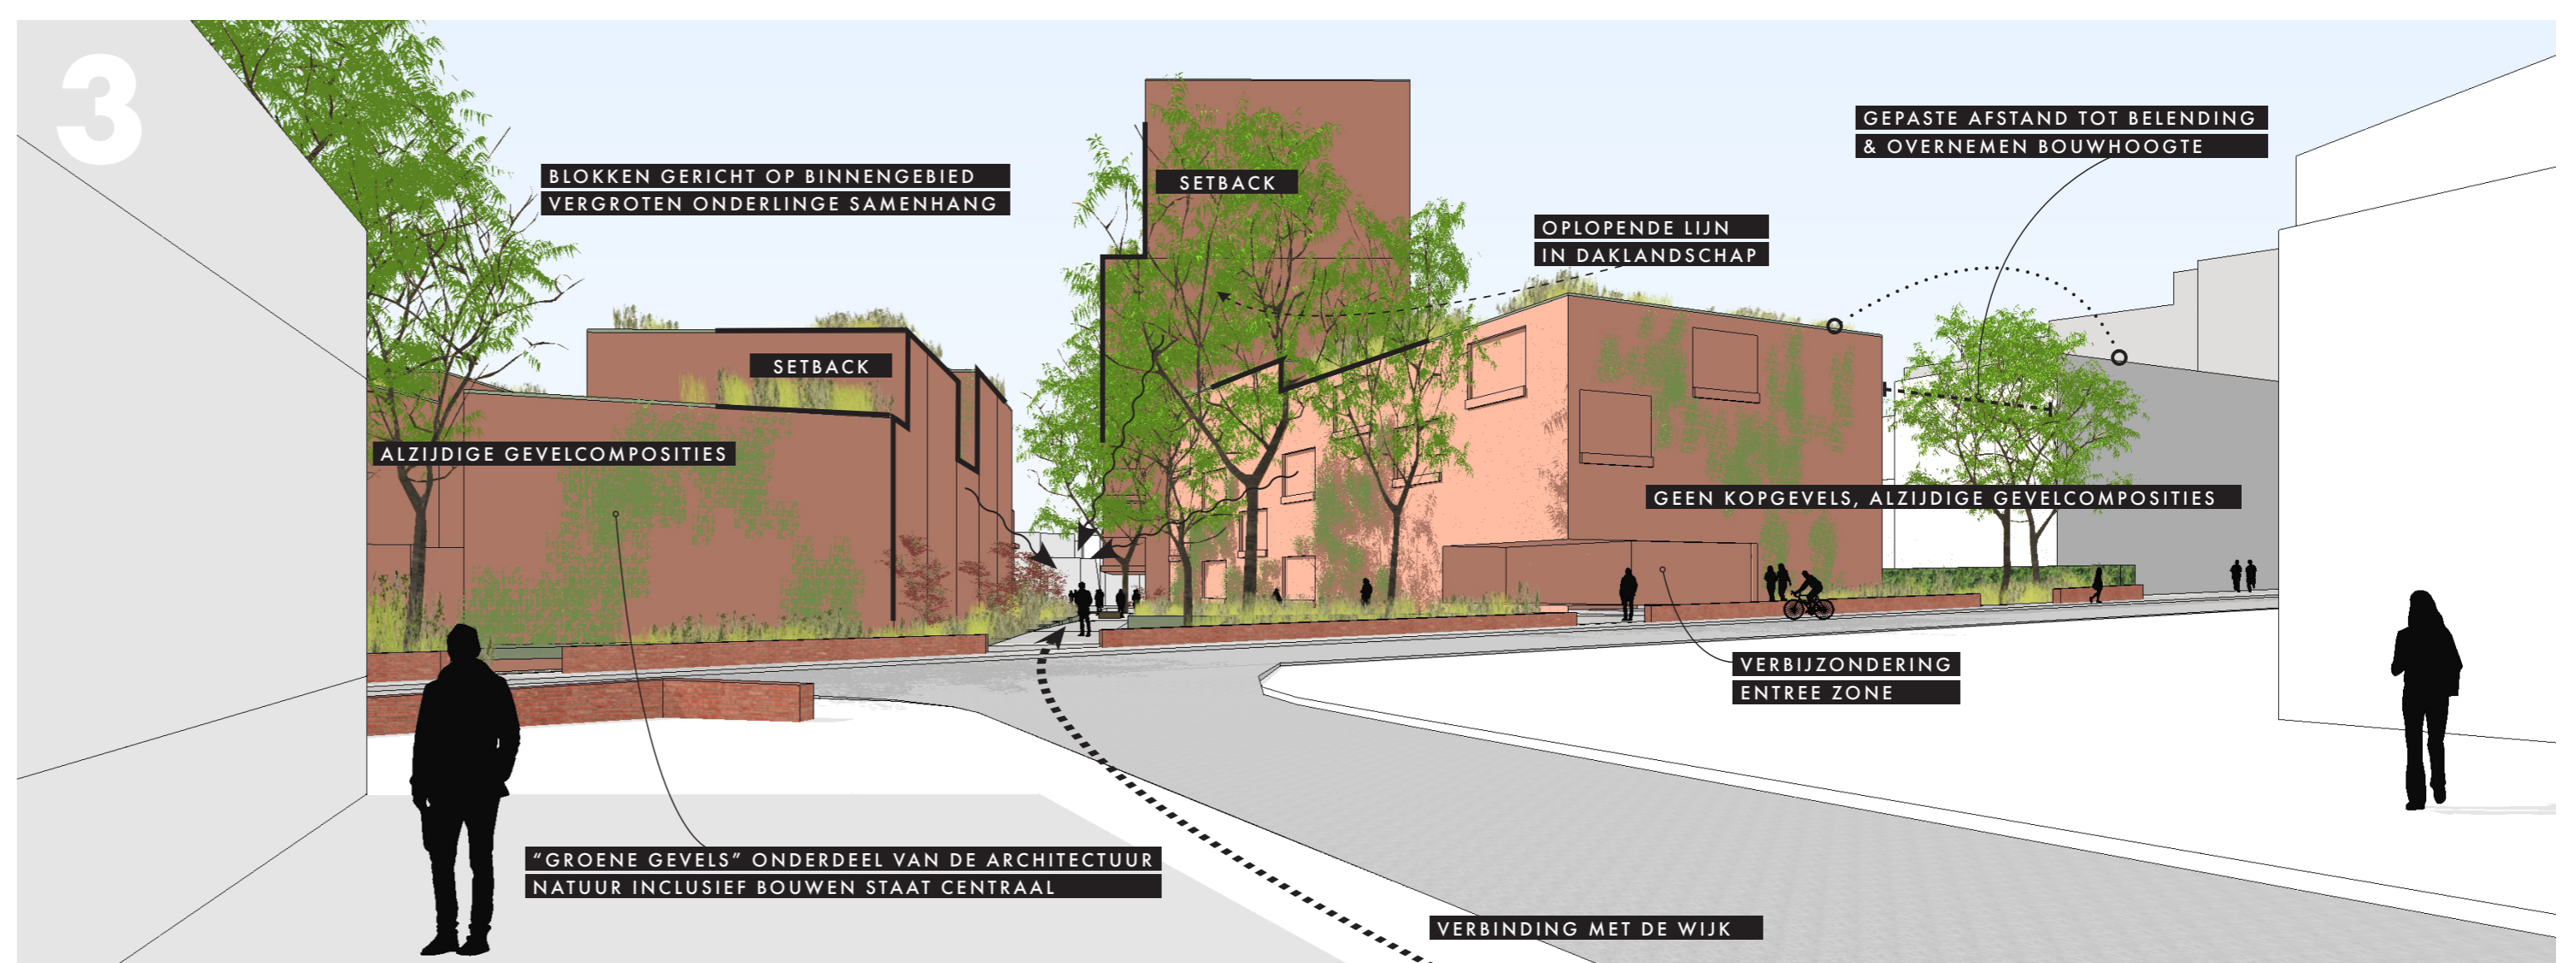 3
BLOKKEN GERICHT OP BINNENGEBIED
VERGROTEN ONDERLINGE SAMENHANG
SETBACK
GEPASTE AFSTAND TOT BELENDING
& OVERNEMEN BOUWHOOGTE
OPLOPENDE LIJN
IN DAKLANDSCHAP
SETBACK
ALZIJDIGE GEVELCOMPOSITIES
GEEN KOPGEVELS, ALZIJDIGE GEVELCOMPOSITIES
VERBIJZONDERING
ENTREE ZONE
“GROENE GEVELS” ONDERDEEL VAN DE ARCHITECTUUR
NATUUR INCLUSIEF BOUWEN STAAT CENTRAAL
VERBINDING MET DE WIJK